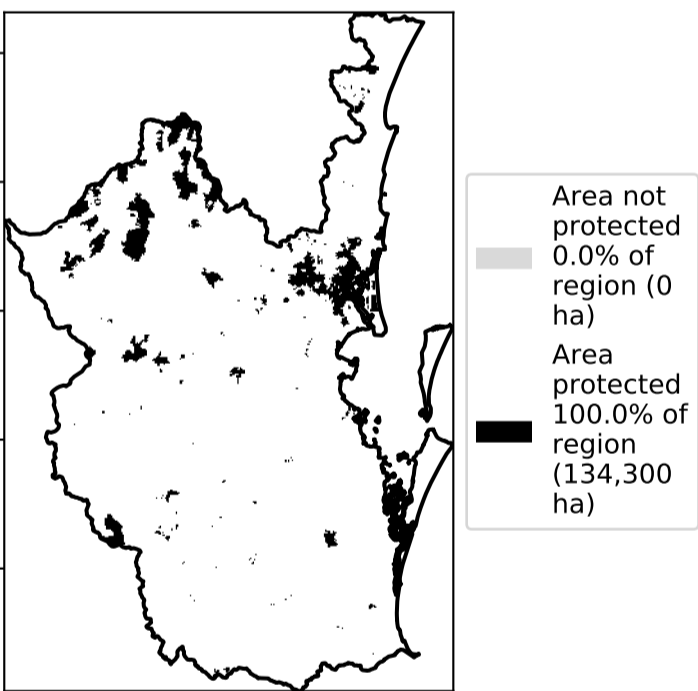 Area not
protected
0.0% of
region (0
ha)
Area
protected
100.0% of
region
(134,300
ha)